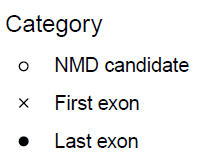 Category
NMD candidate
First exon
Last exon